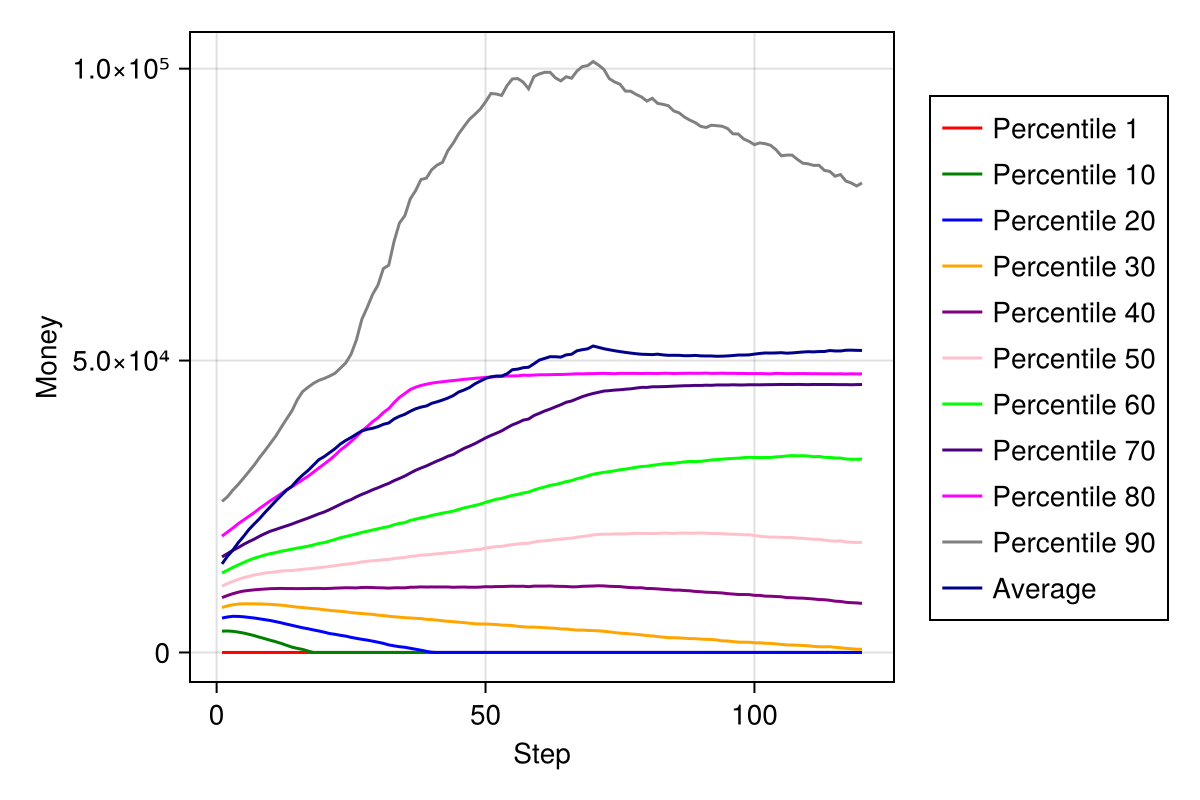 1.0×10⁵
5.0×10⁴
0
Money
0 50 100
Step
Percentile 1
Percentile 10
Percentile 20
Percentile 30
Percentile 40
Percentile 50
Percentile 60
Percentile 70
Percentile 80
Percentile 90
Average